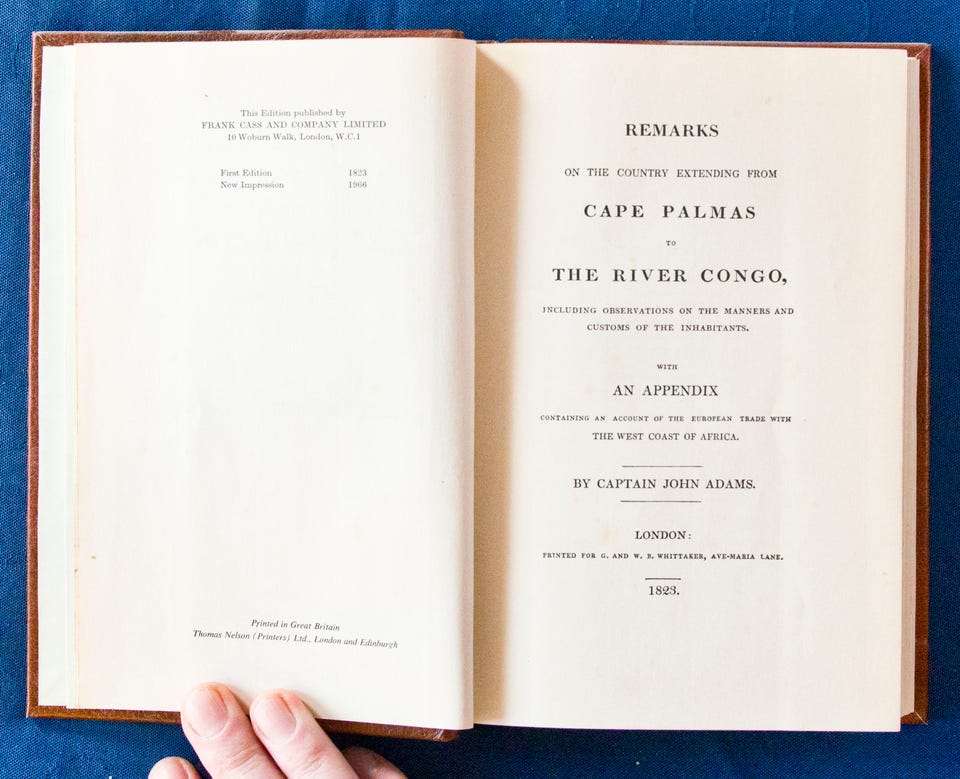 This Edition published by
FRANK CASS AND COMPANY LIMITED
10 Woburn Walk, London, W.C.1
First Edition 1823
New Impression 1966
Printed in Great Britain
Thomas Nelson (Printers) Ltd., London and Edinburgh
REMARKS
ON THE COUNTRY EXTENDING FROM
CAPE PALMAS
TO
THE RIVER CONGO,
INCLUDING OBSERVATIONS ON THE MANNERS AND
CUSTOMS OF THE INHABITANTS.
WITH
AN APPENDIX
CONTAINING AN ACCOUNT OF THE EUROPEAN TRADE WITH
THE WEST COAST OF AFRICA.
BY CAPTAIN JOHN ADAMS.
LONDON:
PRINTED FOR G. AND W. B. WHITTAKER, AVE-MARIA LANE.
1823.